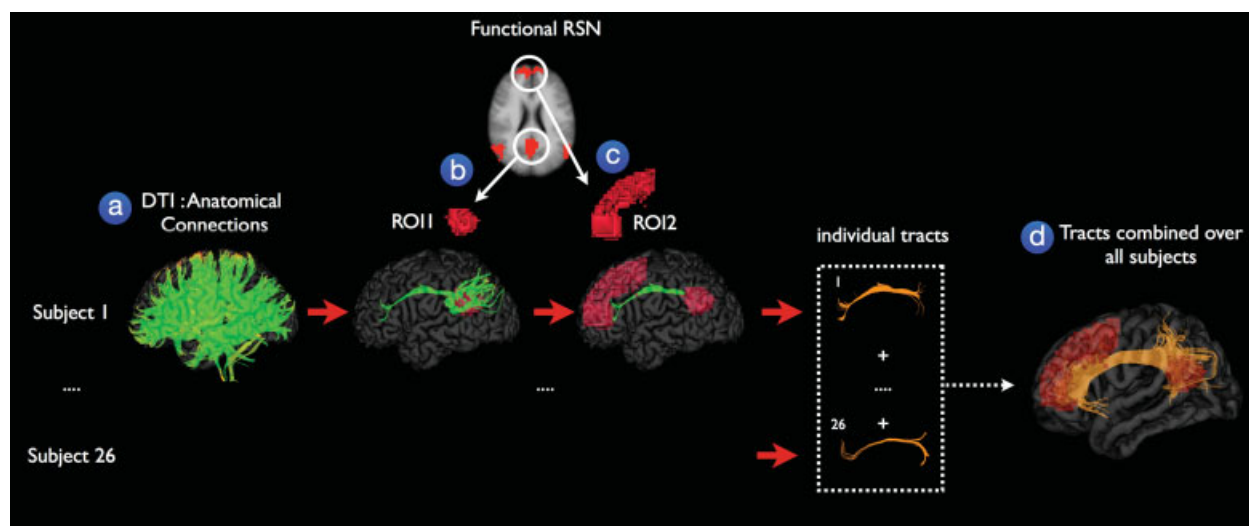 Functional RSN
b
c
a
DTI : Anatomical
Connections
ROI1
ROI2
individual tracts
d
Tracts combined over
all subjects
Subject 1
1
+
....
....
....
+
26
Subject 26